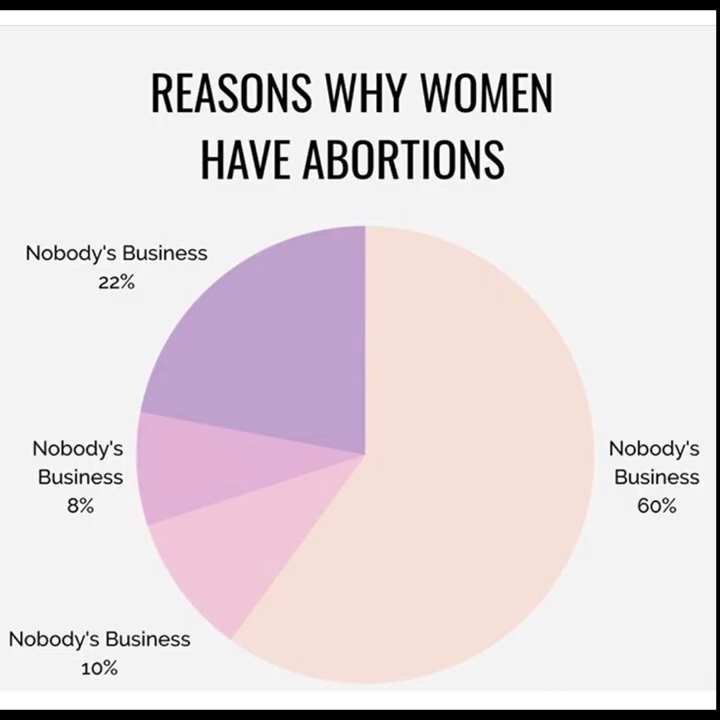 REASONS WHY WOMEN
HAVE ABORTIONS
Nobody's Business
22%
Nobody's
Business
8%
Nobody's
Business
60%
Nobody's Business
10%